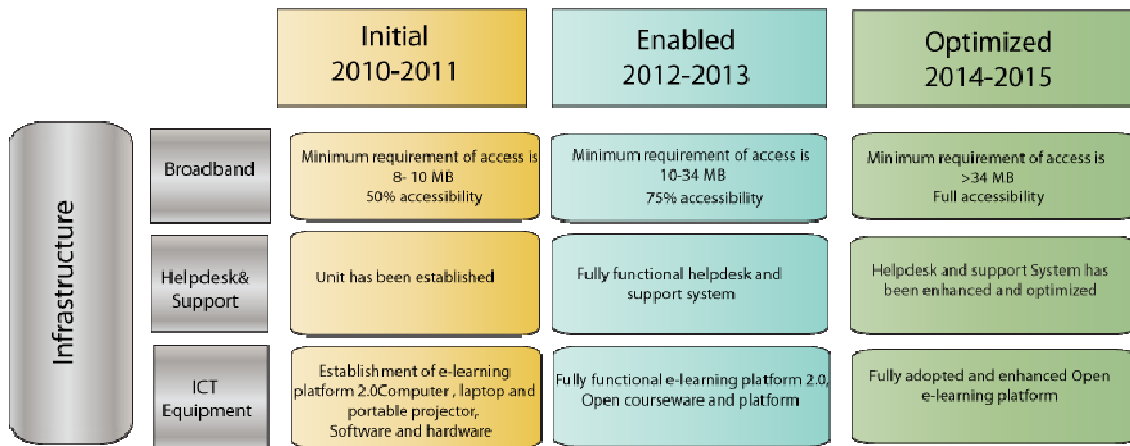 Initial
2010-2011
Enabled
2012-2013
Optimized
2014-2015
Infrastructure
Broadband
Minimum requirement of access is
8- 10 MB
50% accessibility
Minimum requirement of access is
10-34 MB
75% accessibility
Minimum requirement of access is
>34 MB
Full accessibility
Helpdesk&
Support
Unit has been established
Fully functional helpdesk and
support system
Helpdesk and support System has
been enhanced and optimized
ICT
Equipment
Establishment of e-learning
platform 2.0Computer , laptop and
portable projector,
Software and hardware
Fully functional e-learning platform 2.0,
Open courseware and platform
Fully adopted and enhanced Open
e-learning platform